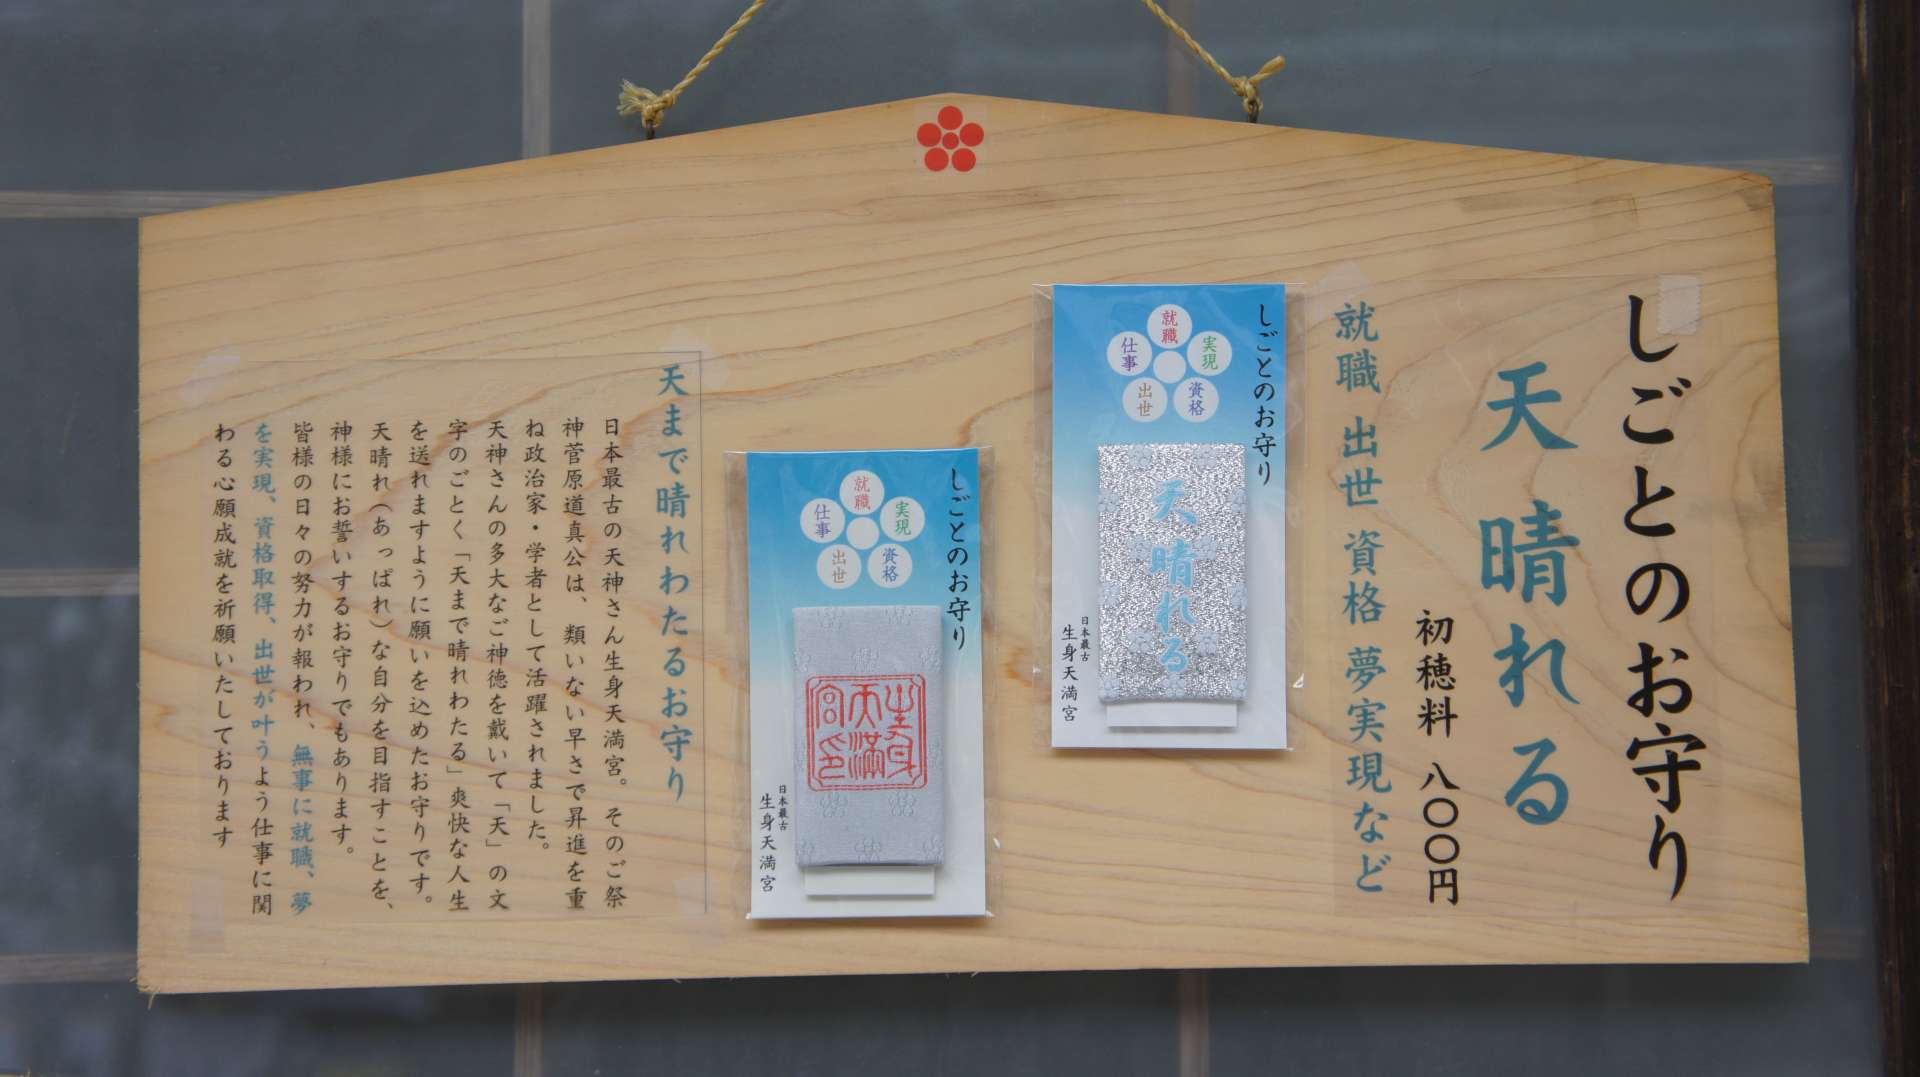 しごとのお守り
天晴れる
就職 出世 資格 夢実現など
初穂料 八〇〇円
しごとのお守り
就職
実現
資格
出世
仕事
天晴れる
日本最古
生身天満宮
しごとのお守り
就職
実現
資格
出世
仕事
生身
天満
宮印
日本最古
生身天満宮
天まで晴れわたるお守り
日本最古の天神さん生身天満宮。そのご祭
神菅原道真公は、類いない早さで昇進を重
ね政治家・学者として活躍されました。
天神さんの多大なご神徳を戴いて「天」の文
字のごとく「天まで晴れわたる」爽快な人生
を送れますように願いを込めたお守りです。
天晴れ(あっぱれ)な自分を目指すことを、
神様にお誓いするお守りでもあります。
皆様の日々の努力が報われ、無事に就職、夢
を実現、資格取得、出世が叶うよう仕事に関
わる心願成就を祈願いたしております